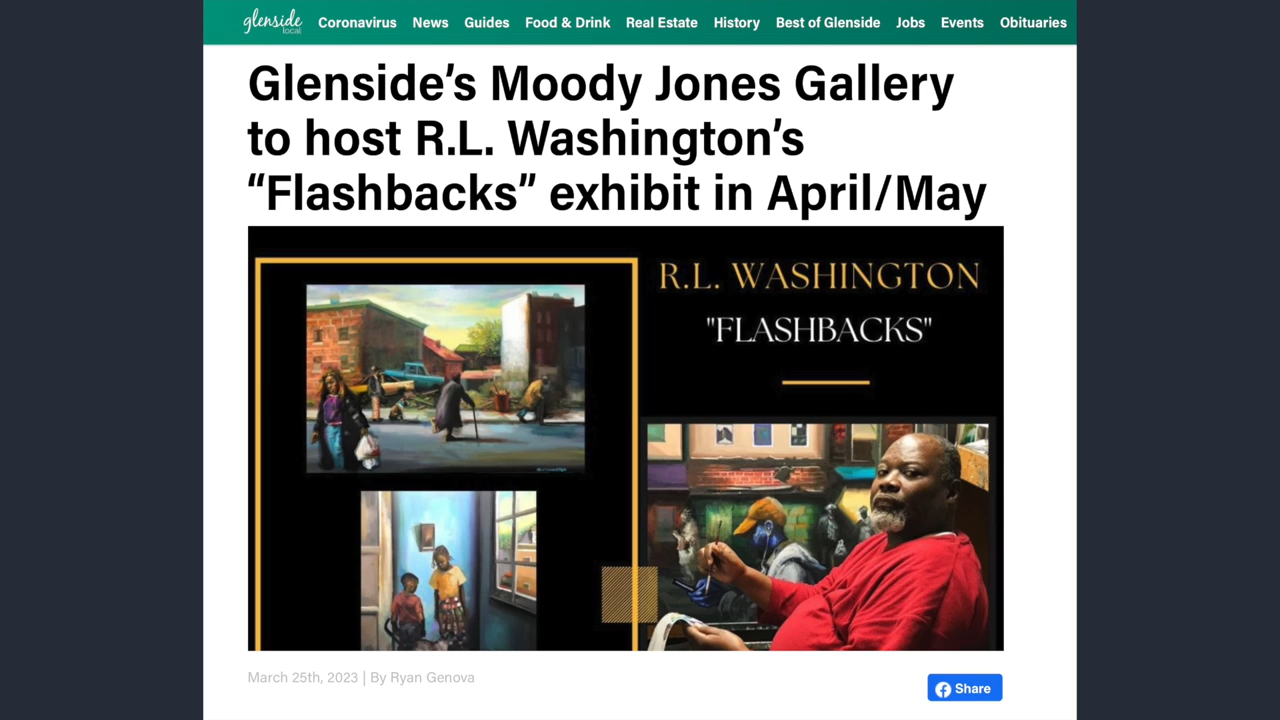 glenside
local
Coronavirus News Guides Food & Drink Real Estate History Best of Glenside Jobs Events Obituaries
Glenside’s Moody Jones Gallery
to host R.L. Washington’s
“Flashbacks” exhibit in April/May
R.L. WASHINGTON
"FLASHBACKS"
March 25th, 2023 | By Ryan Genova
Share